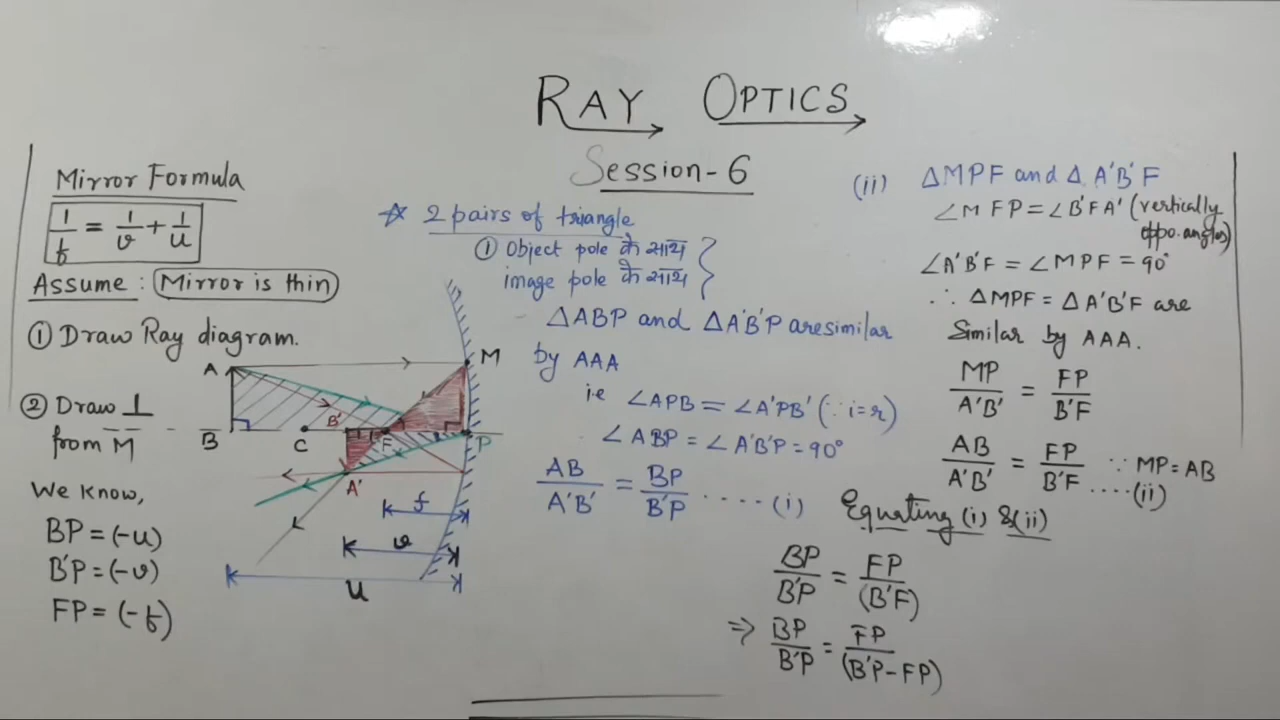 RAY OPTICS
Session-6
Mirror Formula
1/f = 1/v + 1/u
Assume : Mirror is thin
① Draw Ray diagram.
② Draw ⊥
from M
We know,
BP = (-u)
B'P = (-v)
FP = (-f)
A
M
B
C
B'
F
P
A'
f
v
u
☆ 2 pairs of triangle
① Object pole के साथ
image pole के साथ
ΔABP and ΔA'B'P are similar
by AAA
i.e ∠APB = ∠A'PB' (∵ i=r)
∠ABP = ∠A'B'P = 90°
AB/A'B' = BP/B'P ....(i)
(ii) ΔMPF and Δ A'B'F
∠MFP = ∠B'FA' (vertically
oppo. angles)
∠A'B'F = ∠MPF = 90°
∴ ΔMPF = ΔA'B'F are
Similar by AAA.
MP/A'B' = FP/B'F
AB/A'B' = FP/B'F ∵ MP = AB
....(ii)
Equating (i) & (ii)
BP/B'P = FP/(B'F)
⇒ BP/B'P = FP/(B'P-FP)